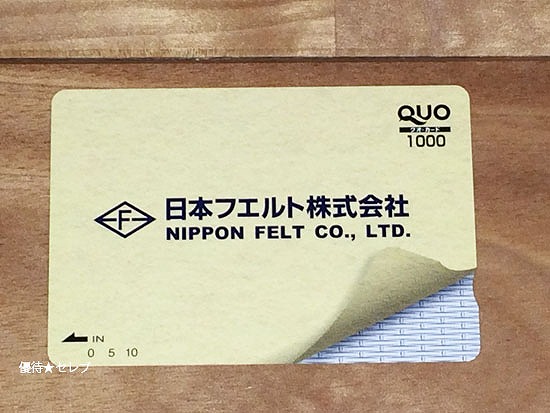 QUO
クオ・カード
1000
F
日本フエルト株式会社
NIPPON FELT CO., LTD.
IN
0 5 10
優待★セレブ